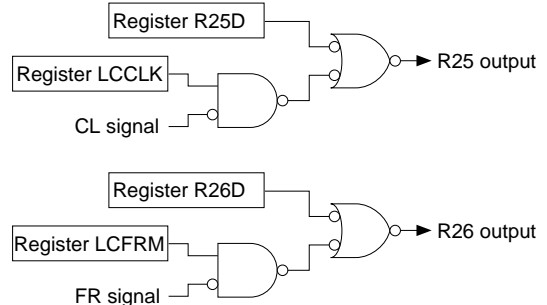 Register R25D
Register LCCLK
R25 output
CL signal
Register R26D
Register LCFRM
R26 output
FR signal